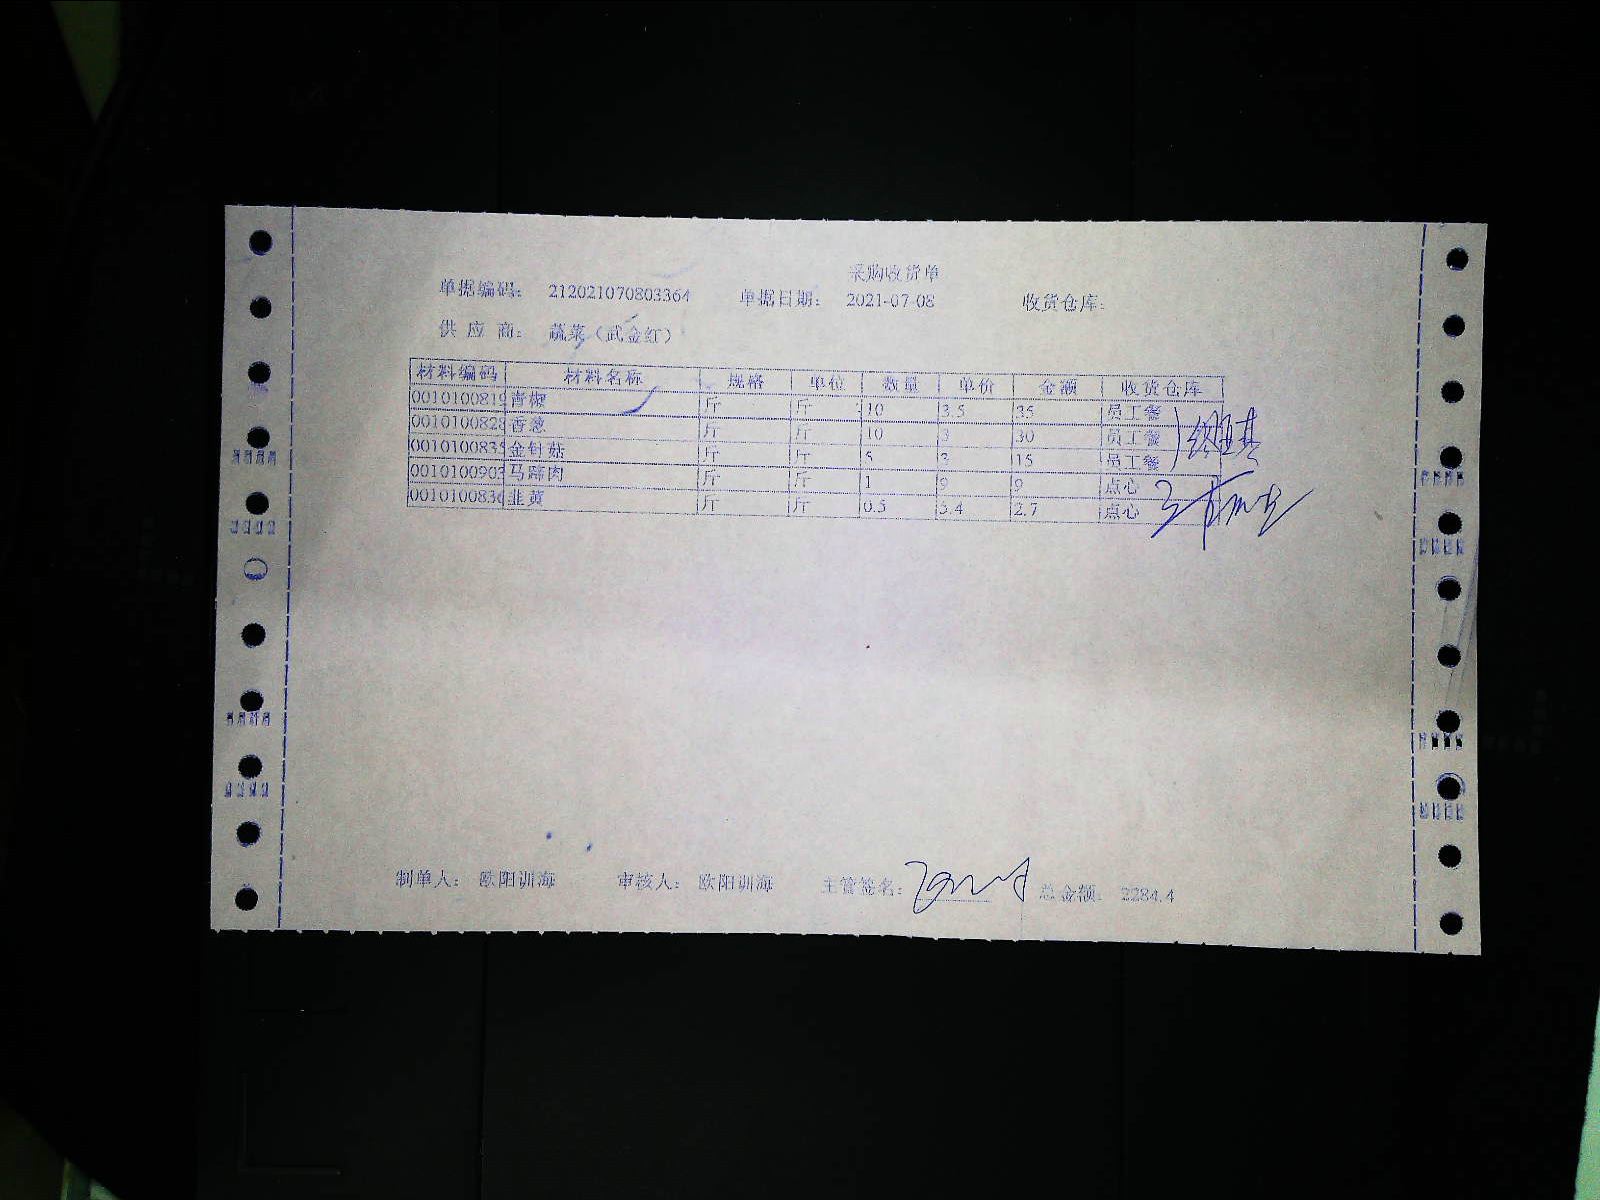 采购收货单
单据编码： 212021070803364 单据日期： 2021-07-08 收货仓库：
供 应 商： 蔬菜（武金红）
材料编码 材料名称 规格 单位 数量 单价 金额 收货仓库
0010100819 青椒 斤 斤 10 3.5 35 员工餐
0010100828 香葱 斤 斤 10 3 30 员工餐
0010100835 金针菇 斤 斤 5 3 15 员工餐
0010100903 马蹄肉 斤 斤 1 9 9 点心
0010100836 韭黄 斤 斤 0.5 5.4 2.7 点心
制单人： 欧阳训海 审核人： 欧阳训海 主管签名： 总金额： 2284.4